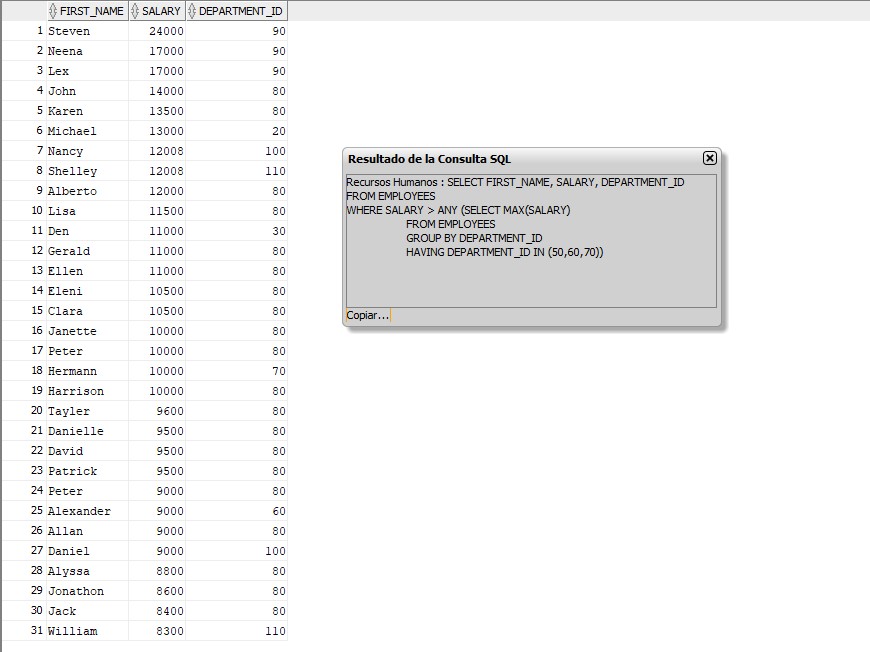 FIRST_NAME SALARY DEPARTMENT_ID
1 Steven 24000 90
2 Neena 17000 90
3 Lex 17000 90
4 John 14000 80
5 Karen 13500 80
6 Michael 13000 20
7 Nancy 12008 100
8 Shelley 12008 110
9 Alberto 12000 80
10 Lisa 11500 80
11 Den 11000 30
12 Gerald 11000 80
13 Ellen 11000 80
14 Eleni 10500 80
15 Clara 10500 80
16 Janette 10000 80
17 Peter 10000 80
18 Hermann 10000 70
19 Harrison 10000 80
20 Tayler 9600 80
21 Danielle 9500 80
22 David 9500 80
23 Patrick 9500 80
24 Peter 9000 80
25 Alexander 9000 60
26 Allan 9000 80
27 Daniel 9000 100
28 Alyssa 8800 80
29 Jonathon 8600 80
30 Jack 8400 80
31 William 8300 110
Resultado de la Consulta SQL
Recursos Humanos : SELECT FIRST_NAME, SALARY, DEPARTMENT_ID
FROM EMPLOYEES
WHERE SALARY > ANY (SELECT MAX(SALARY)
FROM EMPLOYEES
GROUP BY DEPARTMENT_ID
HAVING DEPARTMENT_ID IN (50,60,70))
Copiar...